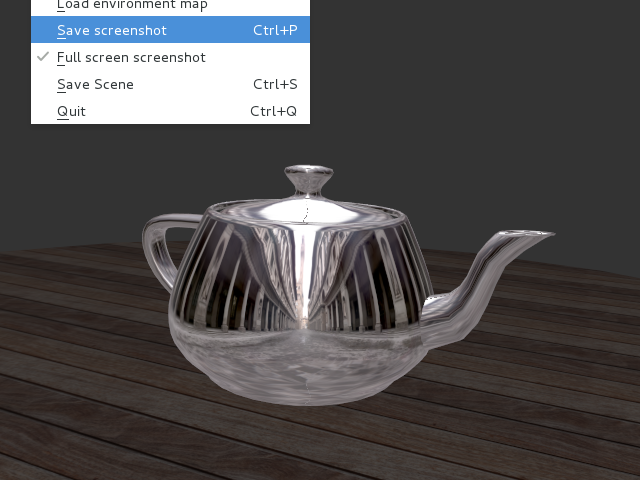 Load environment map
Save screenshot Ctrl+P
Full screen screenshot
Save Scene Ctrl+S
Quit Ctrl+Q